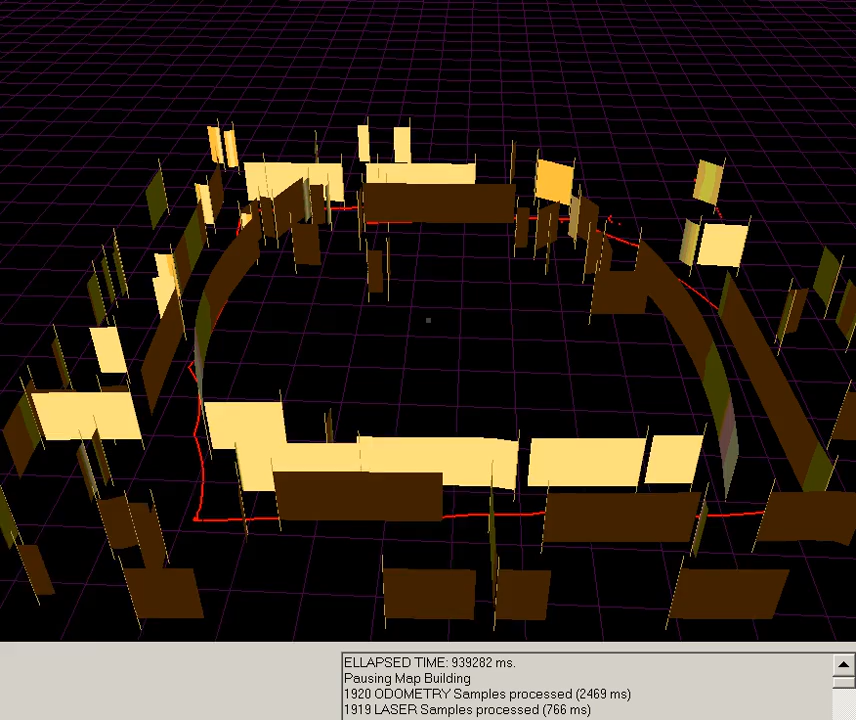 ELLAPSED TIME: 939282 ms.
Pausing Map Building
1920 ODOMETRY Samples processed (2469 ms)
1919 LASER Samples processed (766 ms)